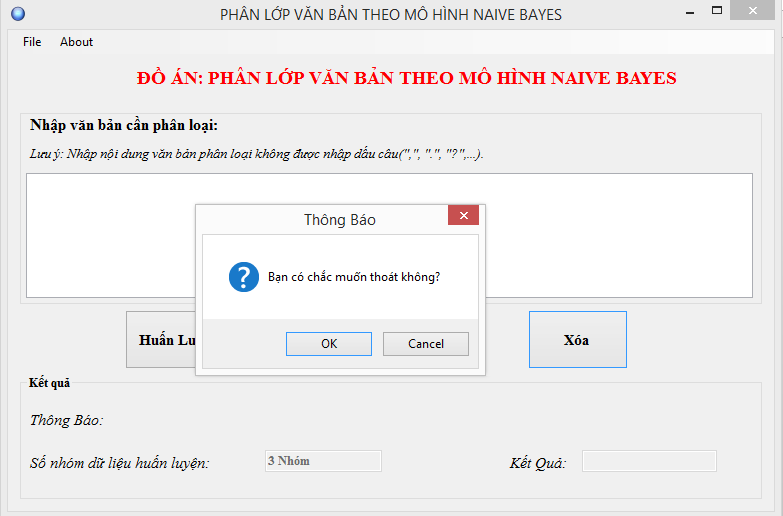 PHÂN LỚP VĂN BẢN THEO MÔ HÌNH NAIVE BAYES
File About
ĐỒ ÁN: PHÂN LỚP VĂN BẢN THEO MÔ HÌNH NAIVE BAYES
Nhập văn bản cần phân loại:
Lưu ý: Nhập nội dung văn bản phân loại không được nhập dấu câu(",", ".", "?",...).
Thông Báo
Bạn có chắc muốn thoát không?
OK Cancel
Huấn Lu
Xóa
Kết quả
Thông Báo:
Số nhóm dữ liệu huấn luyện: 3 Nhóm Kết Quả: